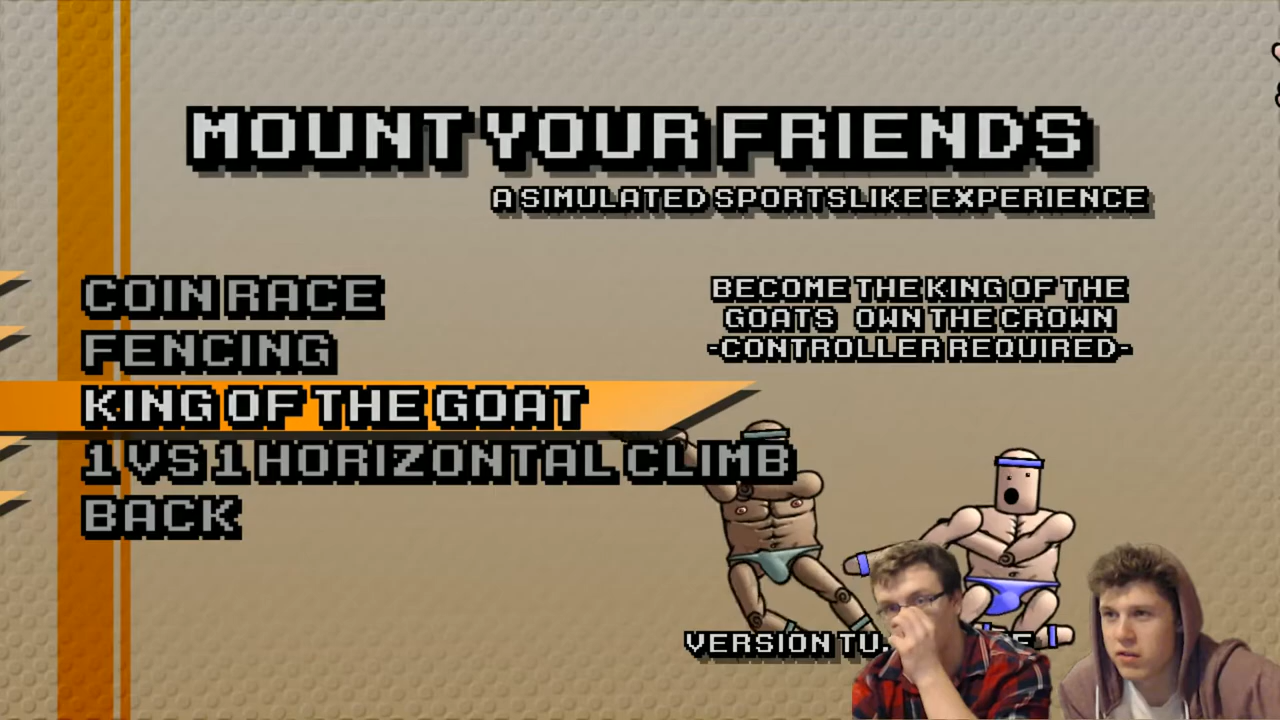 MOUNT YOUR FRIENDS
A SIMULATED SPORTSLIKE EXPERIENCE
COIN RACE
FENCING
KING OF THE GOAT
1 VS 1 HORIZONTAL CLIMB
BACK
BECOME THE KING OF THE
GOATS OWN THE CROWN
-CONTROLLER REQUIRED-
VERSION TU.